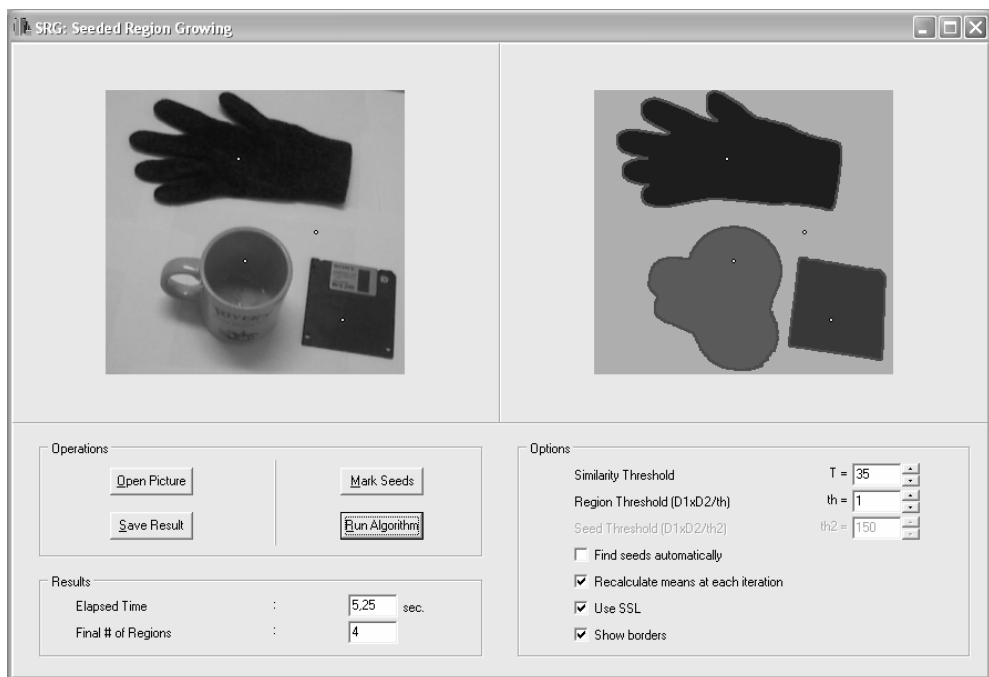 SRG: Seeded Region Growing
SONY
Operations
Open Picture
Mark Seeds
Save Result
Run Algorithm
Results
Elapsed Time : 5,25 sec.
Final # of Regions : 4
Options
Similarity Threshold T = 35
Region Threshold (D1xD2/th) th = 1
Seed Threshold (D1xD2/th2) th2 = 150
Find seeds automatically
Recalculate means at each iteration
Use SSL
Show borders